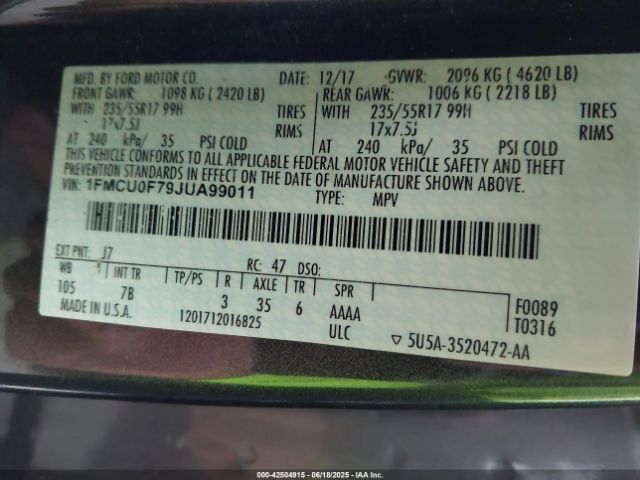 MFD. BY FORD MOTOR CO. DATE: 12/17 GVWR: 2096 KG ( 4620 LB)
FRONT GAWR: 1098 KG ( 2420 LB) REAR GAWR: 1006 KG ( 2218 LB)
WITH 235/55R17 99H TIRES WITH 235/55R17 99H TIRES
17x7.5J RIMS 17x7.5J RIMS
AT 240 kPa/ 35 PSI COLD AT 240 kPa/ 35 PSI COLD
THIS VEHICLE CONFORMS TO ALL APPLICABLE FEDERAL MOTOR VEHICLE SAFETY AND THEFT
PREVENTION STANDARDS IN EFFECT ON THE DATE OF MANUFACTURE SHOWN ABOVE.
VIN: 1FMCU0F79JUA99011 TYPE: MPV
EXT PNT: J7 RC: 47 DSO:
WB INT TR TP/PS R AXLE TR SPR
105 7B 3 35 6 AAAA F0089
MADE IN U.S.A. 1201712016825 ULC T0316
▽ 5U5A-3520472-AA
000-42504915 - 06/18/2025 - IAA Inc.